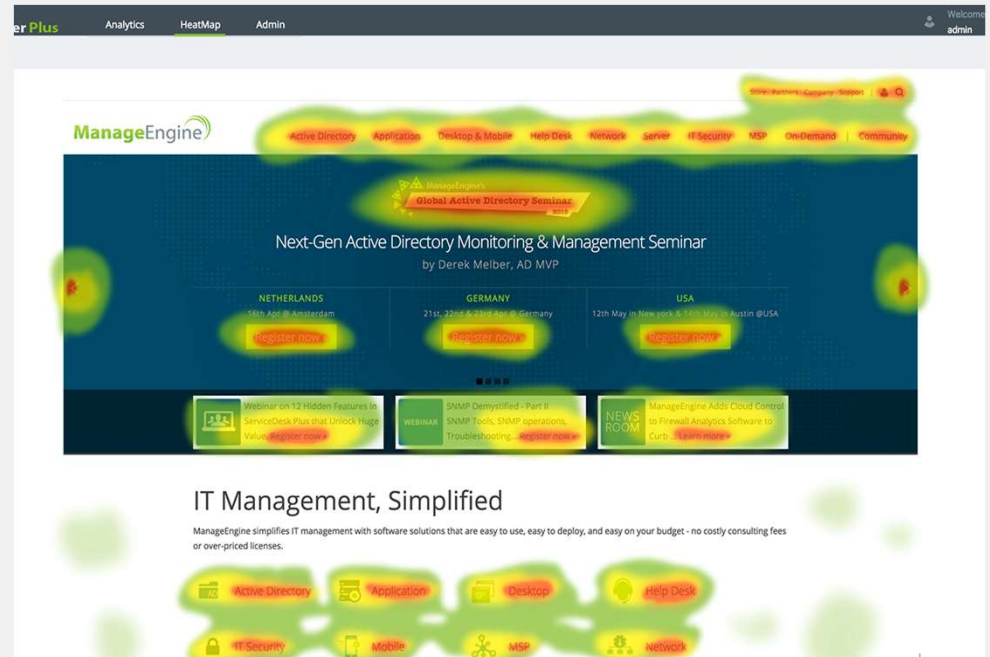 er Plus Analytics HeatMap Admin Welcome
admin
Store Partners Company Support
ManageEngine Active Directory Application Desktop & Mobile Help Desk Network Server IT Security MSP On-Demand Community
ManageEngine's
Global Active Directory Seminar
2015
Next-Gen Active Directory Monitoring & Management Seminar
by Derek Melber, AD MVP
NETHERLANDS GERMANY USA
16th Apr @ Amsterdam 21st, 22nd & 23rd Apr @ Germany 12th May in New york & 14th May in Austin @USA
Register now » Register now » Register now »
Webinar on 12 Hidden Features in
ServiceDesk Plus that Unlock Huge
Value. Register now »
WEBINAR
SNMP Demystified - Part II
SNMP Tools, SNMP operations,
Troubleshooting... Register now »
NEWS
ROOM
ManageEngine Adds Cloud Control
to Firewall Analytics Software to
Curb ... Learn more »
IT Management, Simplified
ManageEngine simplifies IT management with software solutions that are easy to use, easy to deploy, and easy on your budget - no costly consulting fees
or over-priced licenses.
AD Active Directory Application Desktop Help Desk
IT Security Mobile MSP Network